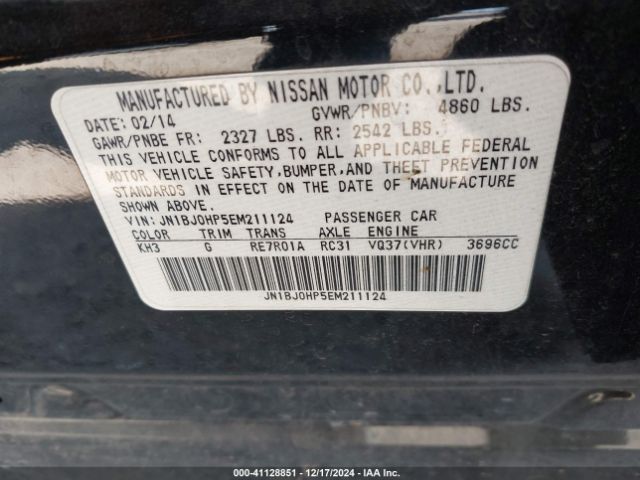 MANUFACTURED BY NISSAN MOTOR CO.,LTD.
DATE: 02/14 GVWR/PNBV: 4860 LBS.
GAWR/PNBE FR: 2327 LBS. RR: 2542 LBS.
THIS VEHICLE CONFORMS TO ALL APPLICABLE FEDERAL
MOTOR VEHICLE SAFETY, BUMPER, AND THEFT PREVENTION
STANDARDS IN EFFECT ON THE DATE OF MANUFACTURE
SHOWN ABOVE.
VIN: JN1BJ0HP5EM211124 PASSENGER CAR
COLOR TRIM TRANS AXLE ENGINE
KH3 G RE7R01A RC31 VQ37(VHR) 3696CC
JN1BJ0HP5EM211124
000-41128851 | 12/17/2024 - IAA Inc.